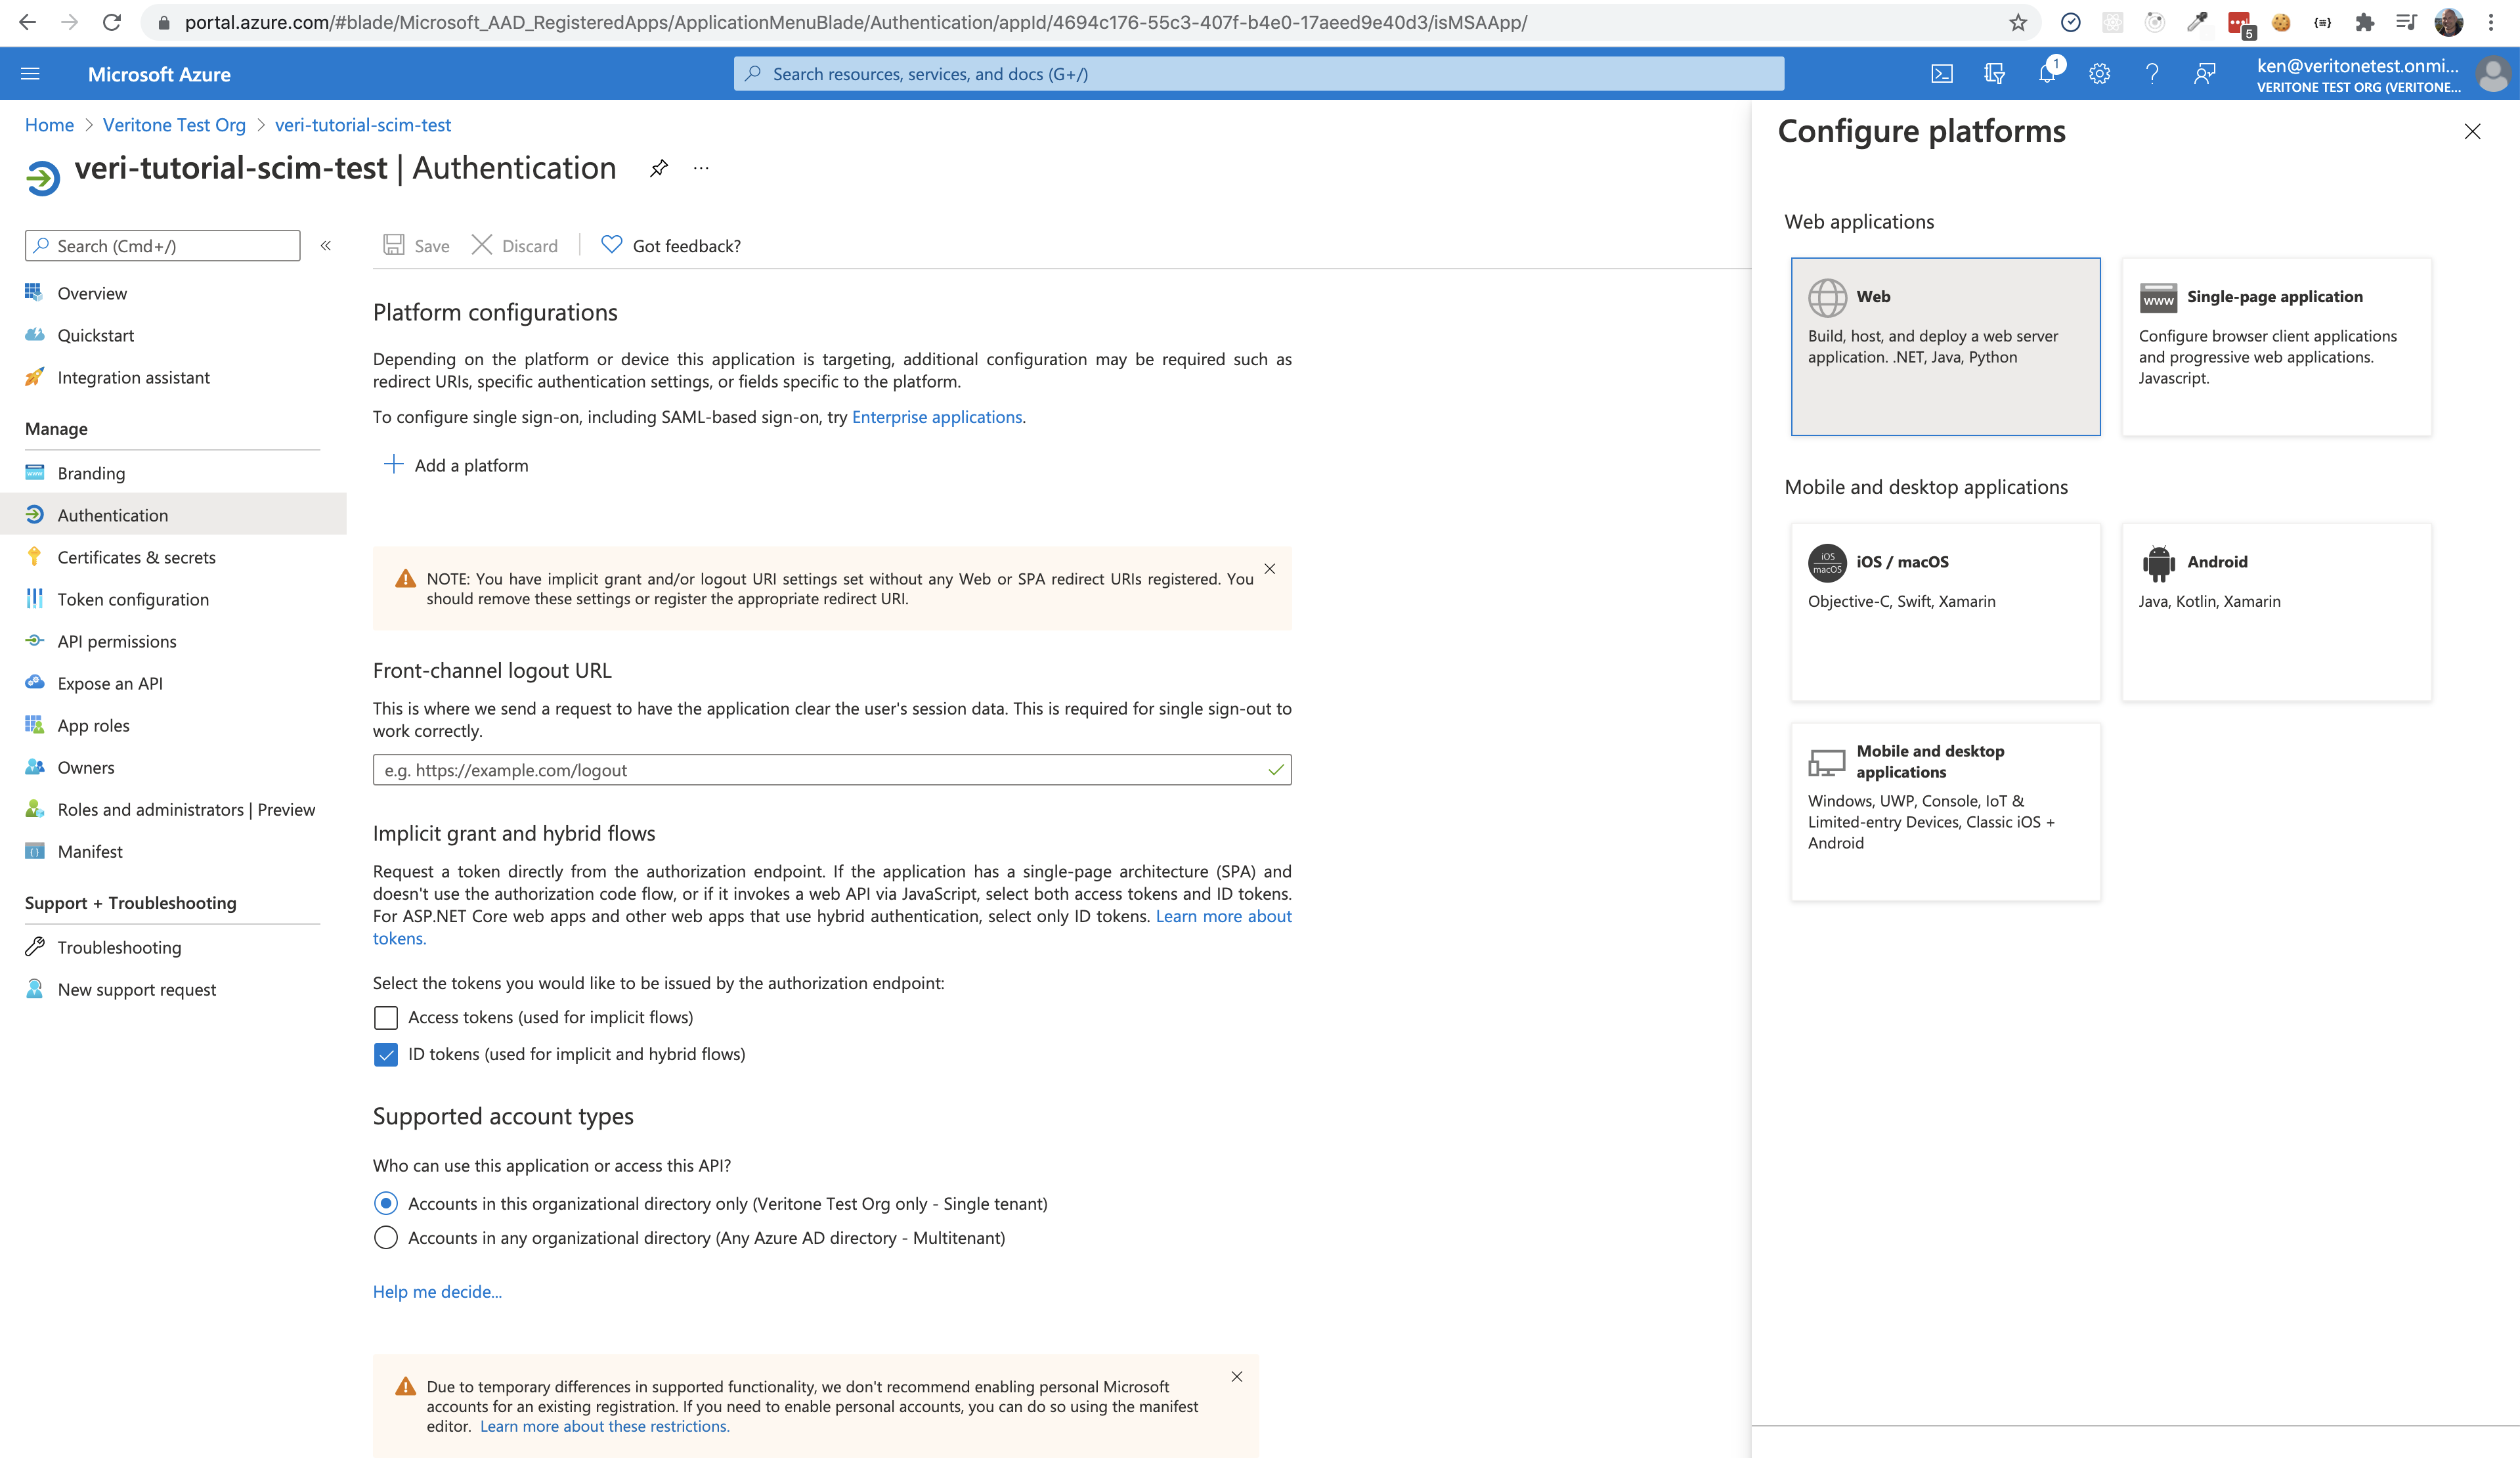 portal.azure.com/#blade/Microsoft_AAD_RegisteredApps/ApplicationMenuBlade/Authentication/appId/4694c176-55c3-407f-b4e0-17aeed9e40d3/isMSAApp/
5
Microsoft Azure
Search resources, services, and docs (G+/)
1
ken@veritonetest.onmi...
VERITONE TEST ORG (VERITONE...
Home > Veritone Test Org > veri-tutorial-scim-test
veri-tutorial-scim-test | Authentication
Search (Cmd+/)
Overview
Quickstart
Integration assistant
Manage
Branding
Authentication
Certificates & secrets
Token configuration
API permissions
Expose an API
App roles
Owners
Roles and administrators | Preview
Manifest
Support + Troubleshooting
Troubleshooting
New support request
Save
Discard
Got feedback?
Platform configurations
Depending on the platform or device this application is targeting, additional configuration may be required such as
redirect URIs, specific authentication settings, or fields specific to the platform.
To configure single sign-on, including SAML-based sign-on, try Enterprise applications.
Add a platform
NOTE: You have implicit grant and/or logout URI settings set without any Web or SPA redirect URIs registered. You
should remove these settings or register the appropriate redirect URI.
Front-channel logout URL
This is where we send a request to have the application clear the user's session data. This is required for single sign-out to
work correctly.
e.g. https://example.com/logout
Implicit grant and hybrid flows
Request a token directly from the authorization endpoint. If the application has a single-page architecture (SPA) and
doesn't use the authorization code flow, or if it invokes a web API via JavaScript, select both access tokens and ID tokens.
For ASP.NET Core web apps and other web apps that use hybrid authentication, select only ID tokens. Learn more about
tokens.
Select the tokens you would like to be issued by the authorization endpoint:
Access tokens (used for implicit flows)
ID tokens (used for implicit and hybrid flows)
Supported account types
Who can use this application or access this API?
Accounts in this organizational directory only (Veritone Test Org only - Single tenant)
Accounts in any organizational directory (Any Azure AD directory - Multitenant)
Help me decide...
Due to temporary differences in supported functionality, we don't recommend enabling personal Microsoft
accounts for an existing registration. If you need to enable personal accounts, you can do so using the manifest
editor. Learn more about these restrictions.
Configure platforms
Web applications
Web
Build, host, and deploy a web server
application. .NET, Java, Python
www
Single-page application
Configure browser client applications
and progressive web applications.
Javascript.
Mobile and desktop applications
iOS
macOS
iOS / macOS
Objective-C, Swift, Xamarin
Android
Java, Kotlin, Xamarin
Mobile and desktop
applications
Windows, UWP, Console, IoT &
Limited-entry Devices, Classic iOS +
Android